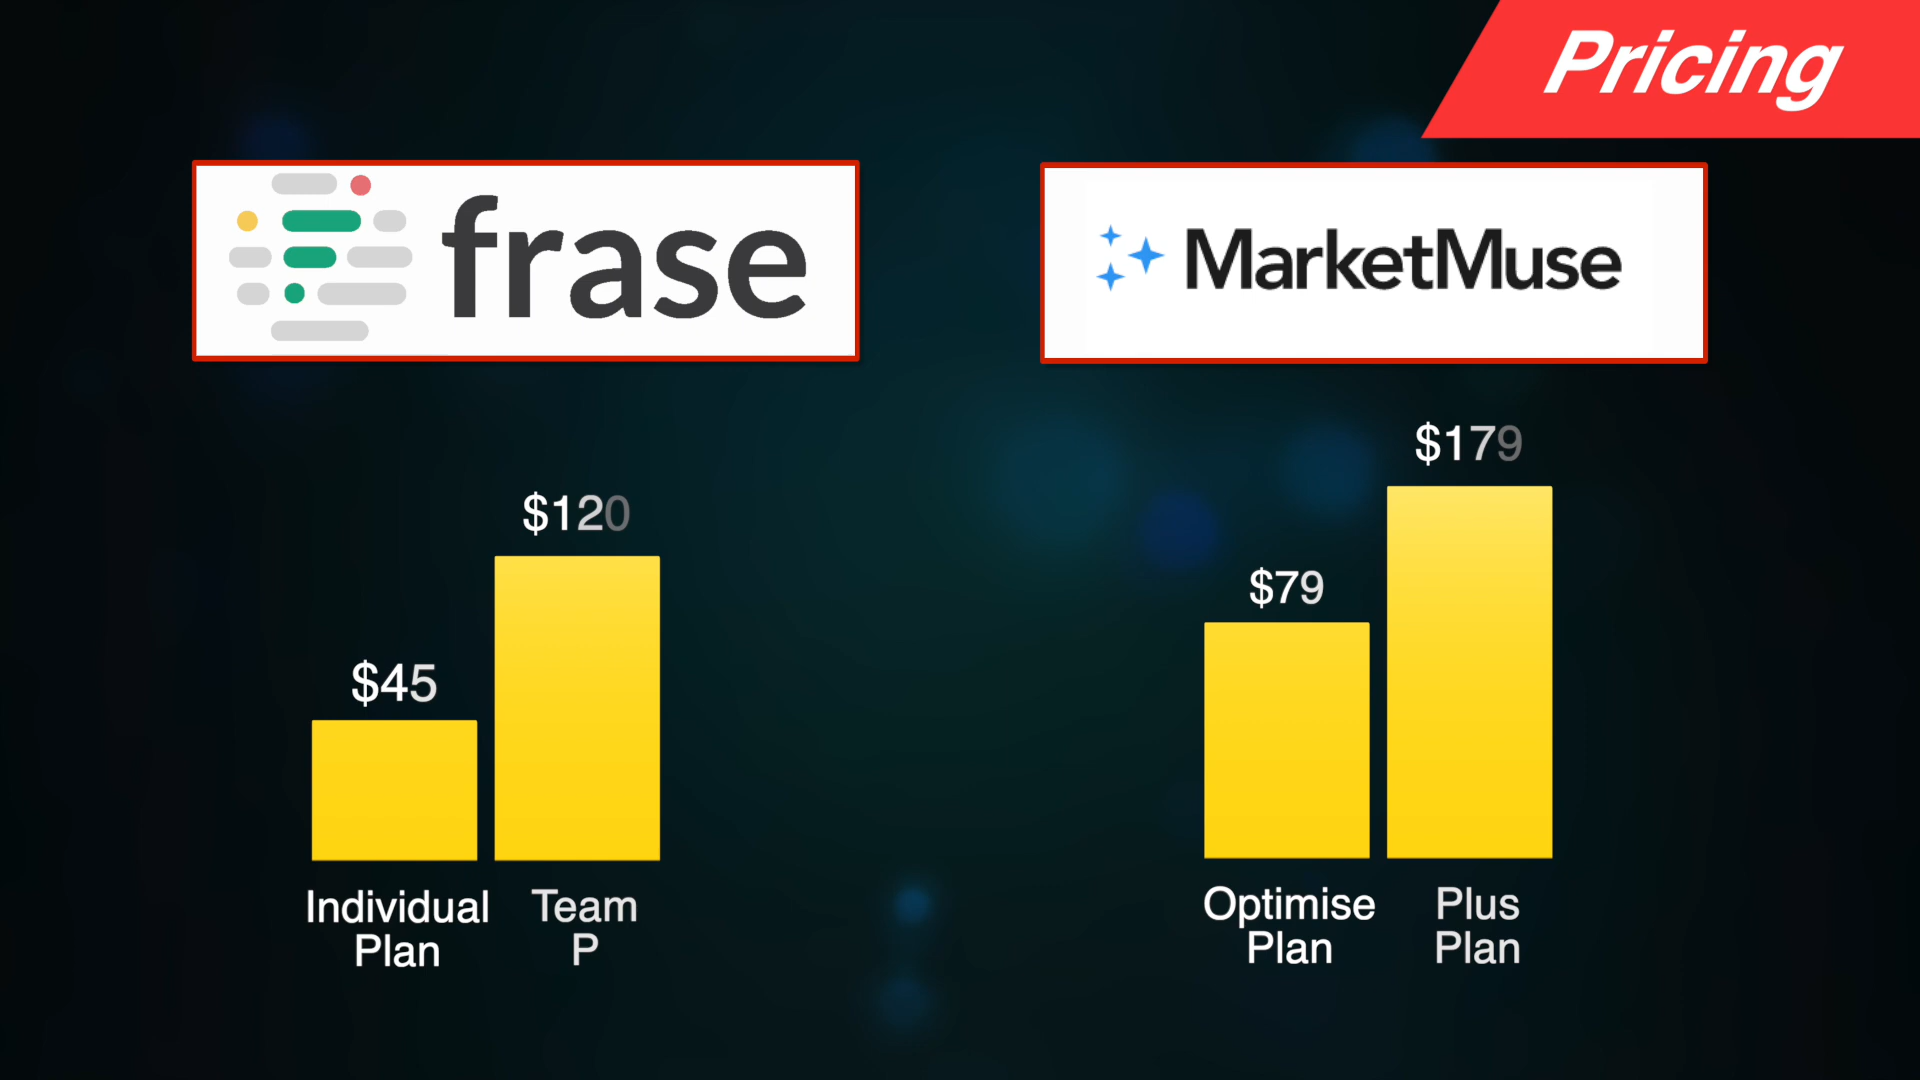 Pricing
frase
MarketMuse
$45
$120
$79
$179
Individual
Plan
Team
P
Optimise
Plan
Plus
Plan